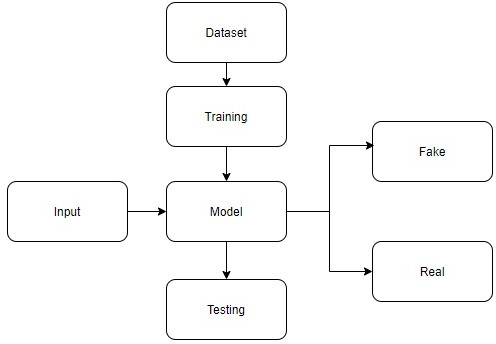 Dataset
Training
Fake
Input
Model
Real
Testing